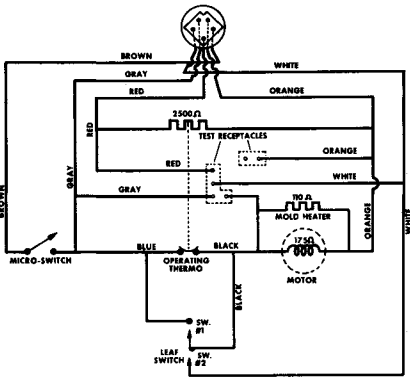 BROWN
WHITE
GRAY
RED
ORANGE
2500Ω
TEST RECEPTACLES
RED
ORANGE
RED
WHITE
GRAY
GRAY
110 Ω
MOLD HEATER
BROWN
ORANGE
WHITE
BLUE
BLACK
175Ω
MICRO-SWITCH
OPERATING
THERMO
MOTOR
BLACK
SW.
#1
LEAF
SWITCH
SW.
#2